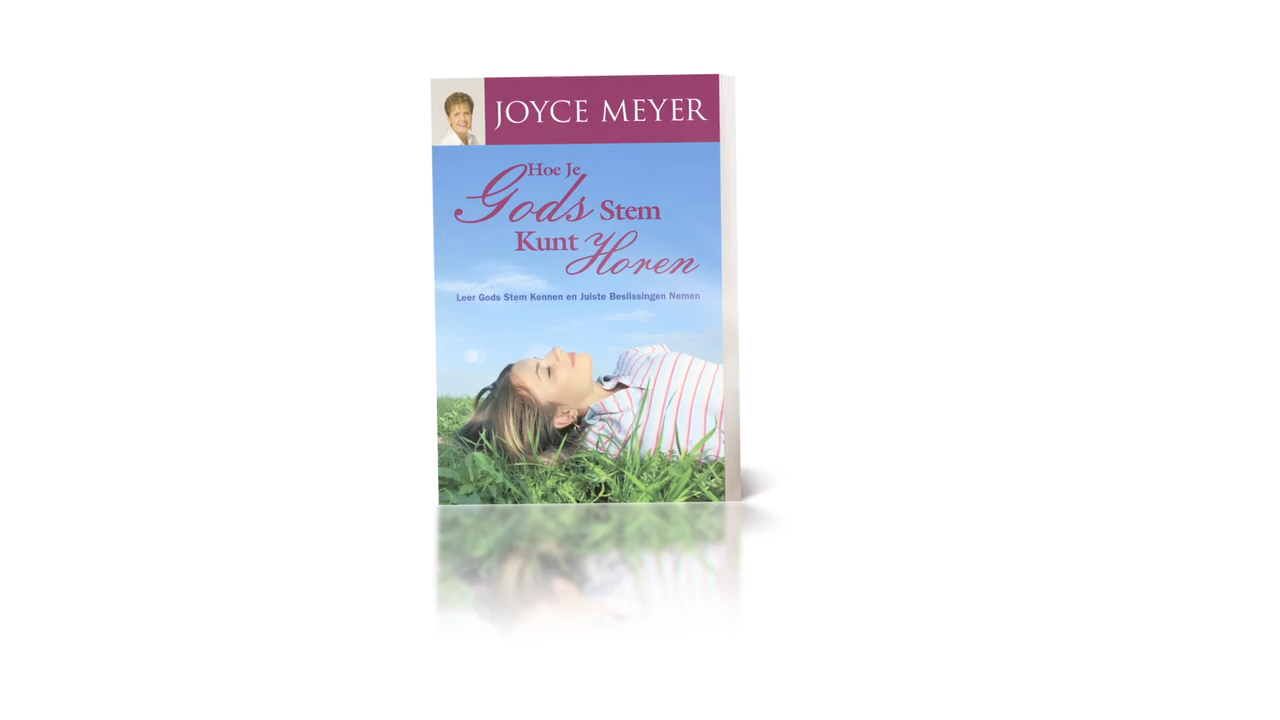 JOYCE MEYER
Hoe Je
Gods Stem
Kunt Horen
Leer Gods Stem Kennen en Juiste Beslissingen Nemen